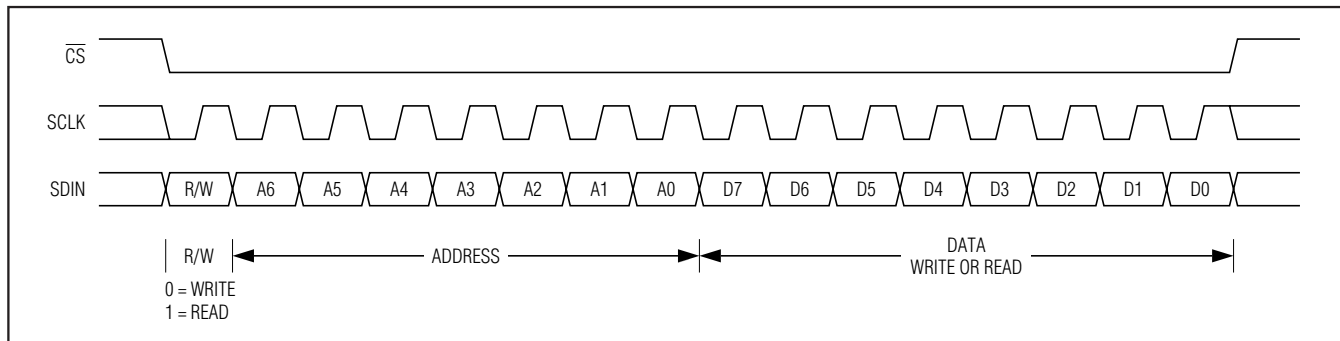 C̅S̅
SCLK
SDIN R/W A6 A5 A4 A3 A2 A1 A0 D7 D6 D5 D4 D3 D2 D1 D0
R/W ADDRESS DATA
WRITE OR READ
0 = WRITE
1 = READ